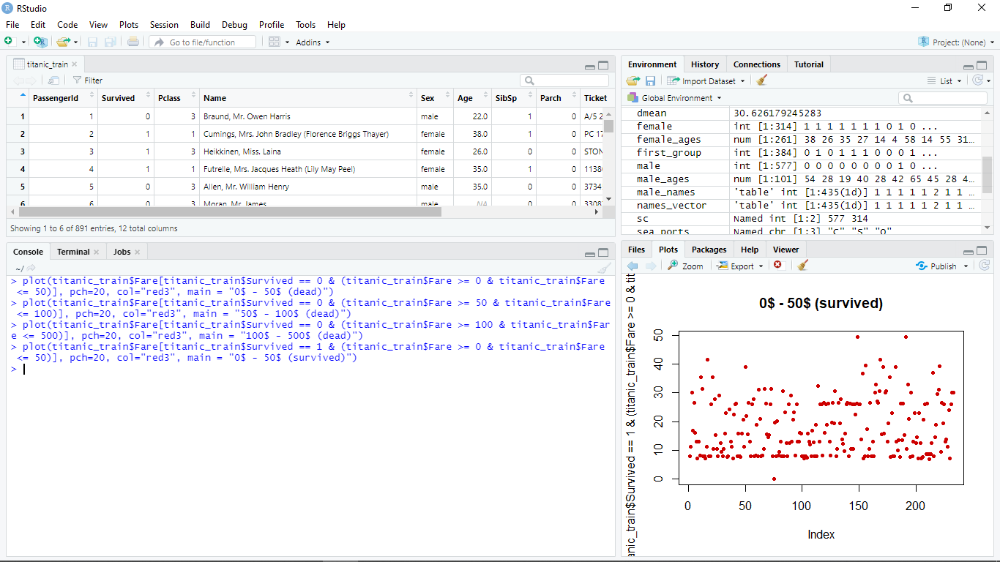 RStudio
File Edit Code View Plots Session Build Debug Profile Tools Help
Go to file/function Addins Project: (None)
titanic_train
Filter
PassengerId Survived Pclass Name Sex Age SibSp Parch Ticket
1 1 0 3 Braund, Mr. Owen Harris male 22.0 1 0 A/5 2
2 2 1 1 Cumings, Mrs. John Bradley (Florence Briggs Thayer) female 38.0 1 0 PC 17
3 3 1 3 Heikkinen, Miss. Laina female 26.0 0 0 STON
4 4 1 1 Futrelle, Mrs. Jacques Heath (Lily May Peel) female 35.0 1 0 1138
5 5 0 3 Allen, Mr. William Henry male 35.0 0 0 3734
6 6 0 3 Moran, Mr. James male NA 0 0 3308
Showing 1 to 6 of 891 entries, 12 total columns
Console Terminal Jobs
~/
> plot(titanic_train$Fare[titanic_train$Survived == 0 & (titanic_train$Fare >= 0 & titanic_train$Fare
<= 50)], pch=20, col="red3", main = "0$ - 50$ (dead)")
> plot(titanic_train$Fare[titanic_train$Survived == 0 & (titanic_train$Fare >= 50 & titanic_train$Fare
<= 100)], pch=20, col="red3", main = "50$ - 100$ (dead)")
> plot(titanic_train$Fare[titanic_train$Survived == 0 & (titanic_train$Fare >= 100 & titanic_train$Far
e <= 500)], pch=20, col="red3", main = "100$ - 500$ (dead)")
> plot(titanic_train$Fare[titanic_train$Survived == 1 & (titanic_train$Fare >= 0 & titanic_train$Fare
<= 50)], pch=20, col="red3", main = "0$ - 50$ (survived)")
>
Environment History Connections Tutorial
Import Dataset List
Global Environment
dmean 30.626179245283
female int [1:314] 1 1 1 1 1 1 1 0 1 0 ...
female_ages num [1:261] 38 26 35 27 14 4 58 14 55 31...
first_group int [1:384] 0 1 0 1 1 1 0 0 0 1 ...
male int [1:577] 0 0 0 0 0 0 0 0 1 0 ...
male_ages num [1:101] 54 28 19 40 28 42 65 45 28 4...
male_names 'table' int [1:435(1d)] 1 1 1 1 1 2 1 1 ...
names_vector 'table' int [1:435(1d)] 1 1 1 1 1 2 1 1 ...
sc Named int [1:2] 577 314
sea_ports Named chr [1:3] "C" "S" "Q"
Files Plots Packages Help Viewer
Zoom Export Publish
0$ - 50$ (survived)
anic_train$Survived == 1 & (titanic_train$Fare >= 0 & tit
50
40
30
20
10
0
0 50 100 150 200
Index